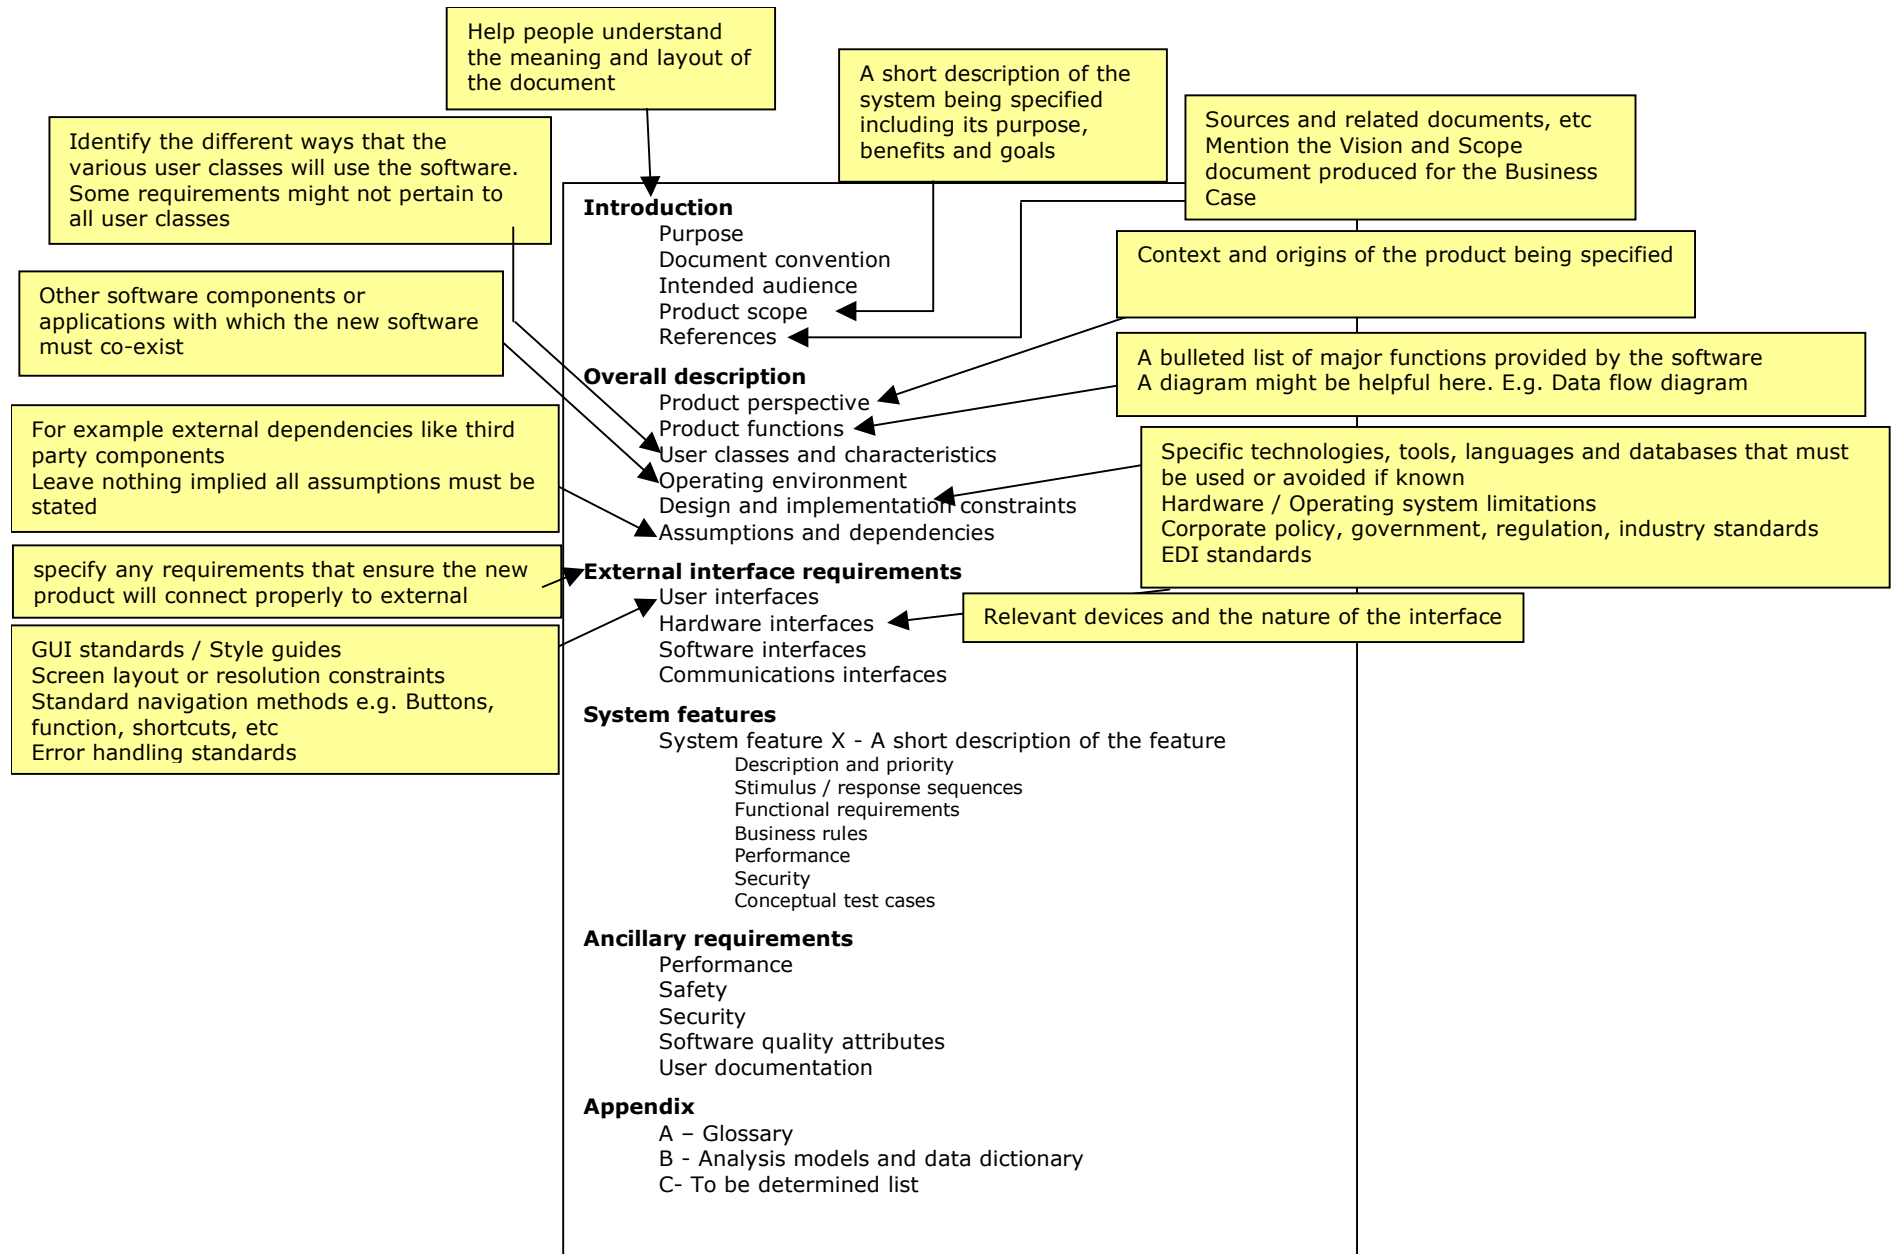 Help people understand
the meaning and layout of
the document
A short description of the
system being specified
including its purpose,
benefits and goals
Sources and related documents, etc
Mention the Vision and Scope
document produced for the Business
Case
Identify the different ways that the
various user classes will use the software.
Some requirements might not pertain to
all user classes
Context and origins of the product being specified
Other software components or
applications with which the new software
must co-exist
A bulleted list of major functions provided by the software
A diagram might be helpful here. E.g. Data flow diagram
For example external dependencies like third
party components
Leave nothing implied all assumptions must be
stated
Specific technologies, tools, languages and databases that must
be used or avoided if known
Hardware / Operating system limitations
Corporate policy, government, regulation, industry standards
EDI standards
specify any requirements that ensure the new
product will connect properly to external
Relevant devices and the nature of the interface
GUI standards / Style guides
Screen layout or resolution constraints
Standard navigation methods e.g. Buttons,
function, shortcuts, etc
Error handling standards
Introduction
Purpose
Document convention
Intended audience
Product scope
References
Overall description
Product perspective
Product functions
User classes and characteristics
Operating environment
Design and implementation constraints
Assumptions and dependencies
External interface requirements
User interfaces
Hardware interfaces
Software interfaces
Communications interfaces
System features
System feature X - A short description of the feature
Description and priority
Stimulus / response sequences
Functional requirements
Business rules
Performance
Security
Conceptual test cases
Ancillary requirements
Performance
Safety
Security
Software quality attributes
User documentation
Appendix
A – Glossary
B - Analysis models and data dictionary
C- To be determined list